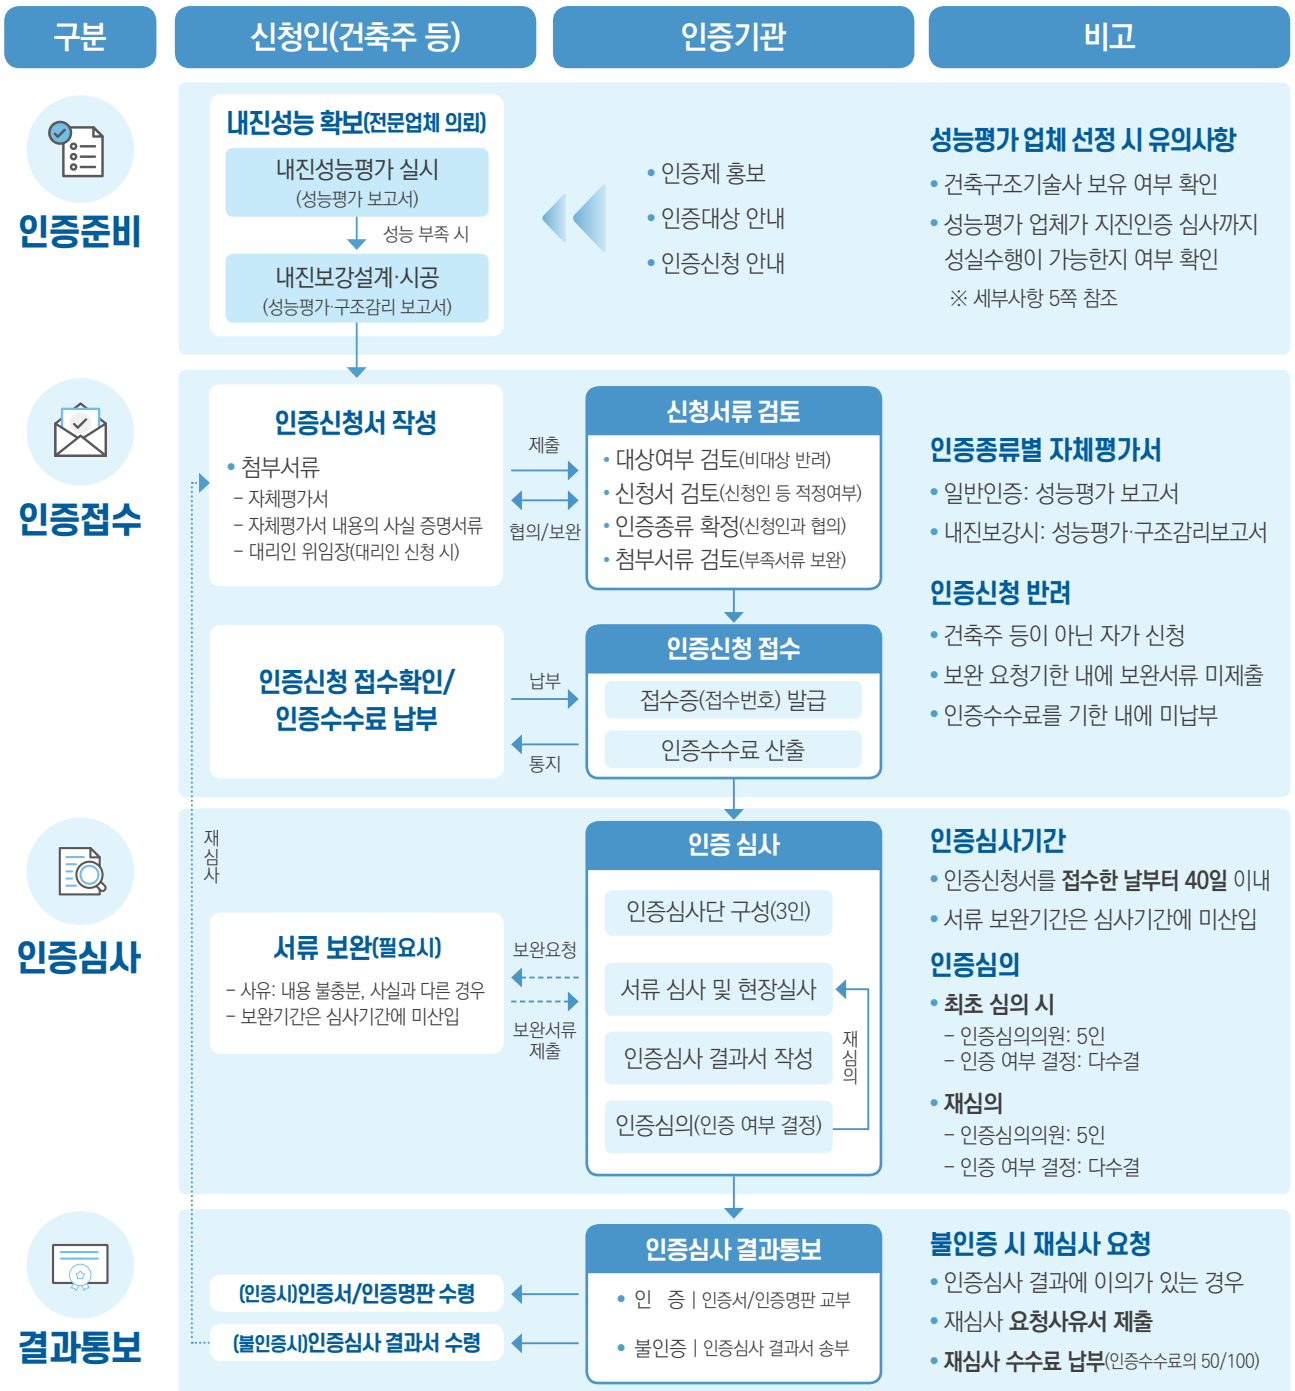 구분
신청인(건축주 등)
인증기관
비고
인증준비
내진성능 확보(전문업체 의뢰)
내진성능평가 실시
(성능평가 보고서)
성능 부족 시
내진보강설계·시공
(성능평가·구조감리 보고서)
• 인증제 홍보
• 인증대상 안내
• 인증신청 안내
성능평가 업체 선정 시 유의사항
• 건축구조기술사 보유 여부 확인
• 성능평가 업체가 지진인증 심사까지
성실수행이 가능한지 여부 확인
※ 세부사항 5쪽 참조
인증접수
인증신청서 작성
• 첨부서류
– 자체평가서
– 자체평가서 내용의 사실 증명서류
– 대리인 위임장(대리인 신청 시)
제출
협의/보완
신청서류 검토
• 대상여부 검토(비대상 반려)
• 신청서 검토(신청인 등 적정여부)
• 인증종류 확정(신청인과 협의)
• 첨부서류 검토(부족서류 보완)
인증종류별 자체평가서
• 일반인증: 성능평가 보고서
• 내진보강시: 성능평가·구조감리보고서
인증신청 반려
• 건축주 등이 아닌 자가 신청
• 보완 요청기한 내에 보완서류 미제출
• 인증수수료를 기한 내에 미납부
인증신청 접수확인/
인증수수료 납부
납부
통지
인증신청 접수
접수증(접수번호) 발급
인증수수료 산출
인증심사
재심사
서류 보완(필요시)
– 사유: 내용 불충분, 사실과 다른 경우
– 보완기간은 심사기간에 미산입
보완요청
보완서류
제출
인증 심사
인증심사단 구성(3인)
서류 심사 및 현장실사
인증심사 결과서 작성
인증심의(인증 여부 결정)
재심의
인증심사기간
• 인증신청서를 접수한 날부터 40일 이내
• 서류 보완기간은 심사기간에 미산입
인증심의
• 최초 심의 시
– 인증심의의원: 5인
– 인증 여부 결정: 다수결
• 재심의
– 인증심의의원: 5인
– 인증 여부 결정: 다수결
결과통보
(인증시)인증서/인증명판 수령
(불인증시)인증심사 결과서 수령
인증심사 결과통보
• 인 증 | 인증서/인증명판 교부
• 불인증 | 인증심사 결과서 송부
불인증 시 재심사 요청
• 인증심사 결과에 이의가 있는 경우
• 재심사 요청사유서 제출
• 재심사 수수료 납부(인증수수료의 50/100)